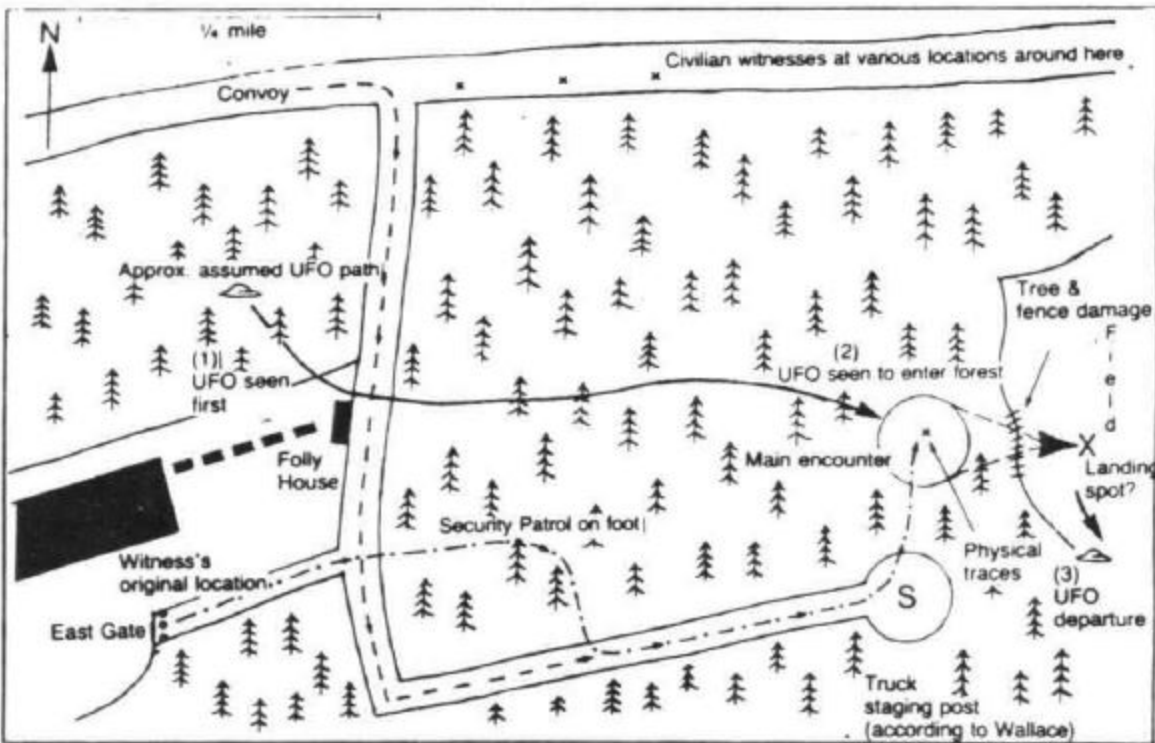 N
¼ mile
Civilian witnesses at various locations around here
Convoy
Approx. assumed UFO path
Tree &
fence damage
Field
(1)
UFO seen
first
(2)
UFO seen to enter forest
Folly
House
Main encounter
X
Landing
spot?
Security Patrol on foot
Witness's
original location
Physical
traces
(3)
UFO
departure
S
East Gate
Truck
staging post
(according to Wallace)